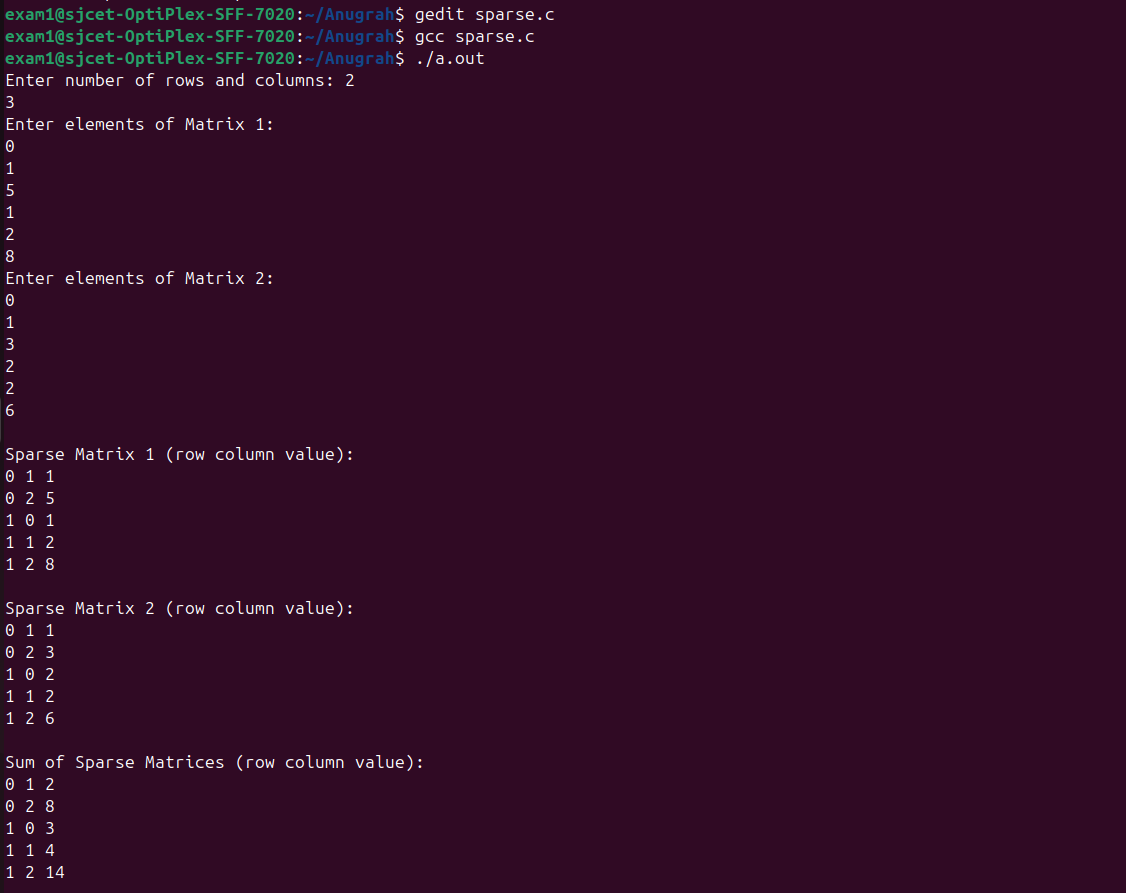 exam1@sjcet-OptiPlex-SFF-7020:~/Anugrah$ gedit sparse.c
exam1@sjcet-OptiPlex-SFF-7020:~/Anugrah$ gcc sparse.c
exam1@sjcet-OptiPlex-SFF-7020:~/Anugrah$ ./a.out
Enter number of rows and columns: 2
3
Enter elements of Matrix 1:
0
1
5
1
2
8
Enter elements of Matrix 2:
0
1
3
2
2
6
Sparse Matrix 1 (row column value):
0 1 1
0 2 5
1 0 1
1 1 2
1 2 8
Sparse Matrix 2 (row column value):
0 1 1
0 2 3
1 0 2
1 1 2
1 2 6
Sum of Sparse Matrices (row column value):
0 1 2
0 2 8
1 0 3
1 1 4
1 2 14